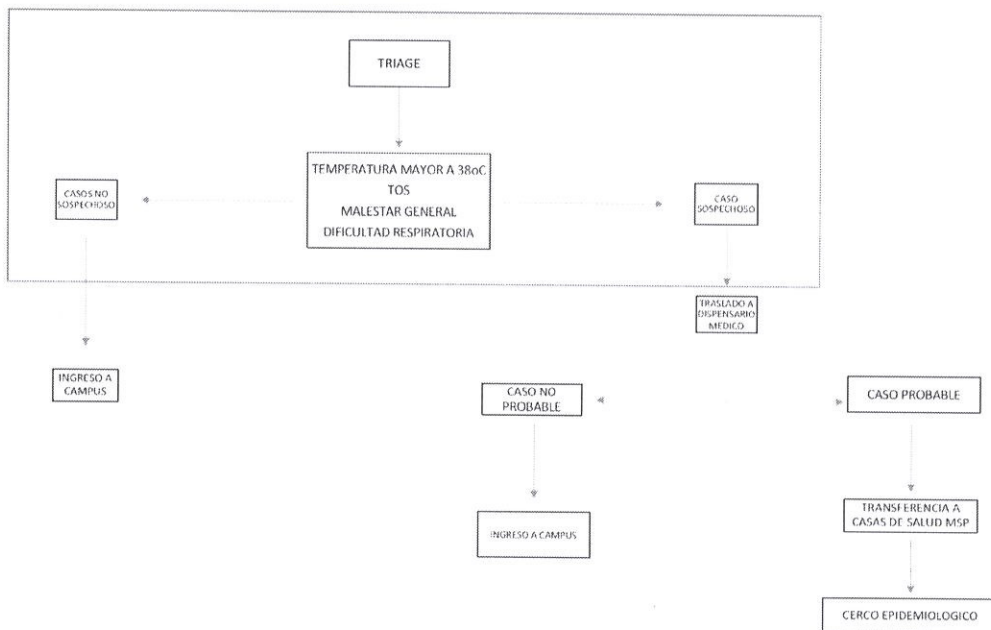 TRIAGE
TEMPERATURA MAYOR A 38oC
TOS
MALESTAR GENERAL
DIFICULTAD RESPIRATORIA
CASOS NO
SOSPECHOSO
CASO
SOSPECHOSO
TRASLADO A
DISPENSARIO
MEDICO
INGRESO A
CAMPUS
CASO NO
PROBABLE
CASO PROBABLE
INGRESO A CAMPUS
TRANSFERENCIA A
CASAS DE SALUD MSP
CERCO EPIDEMIOLOGICO